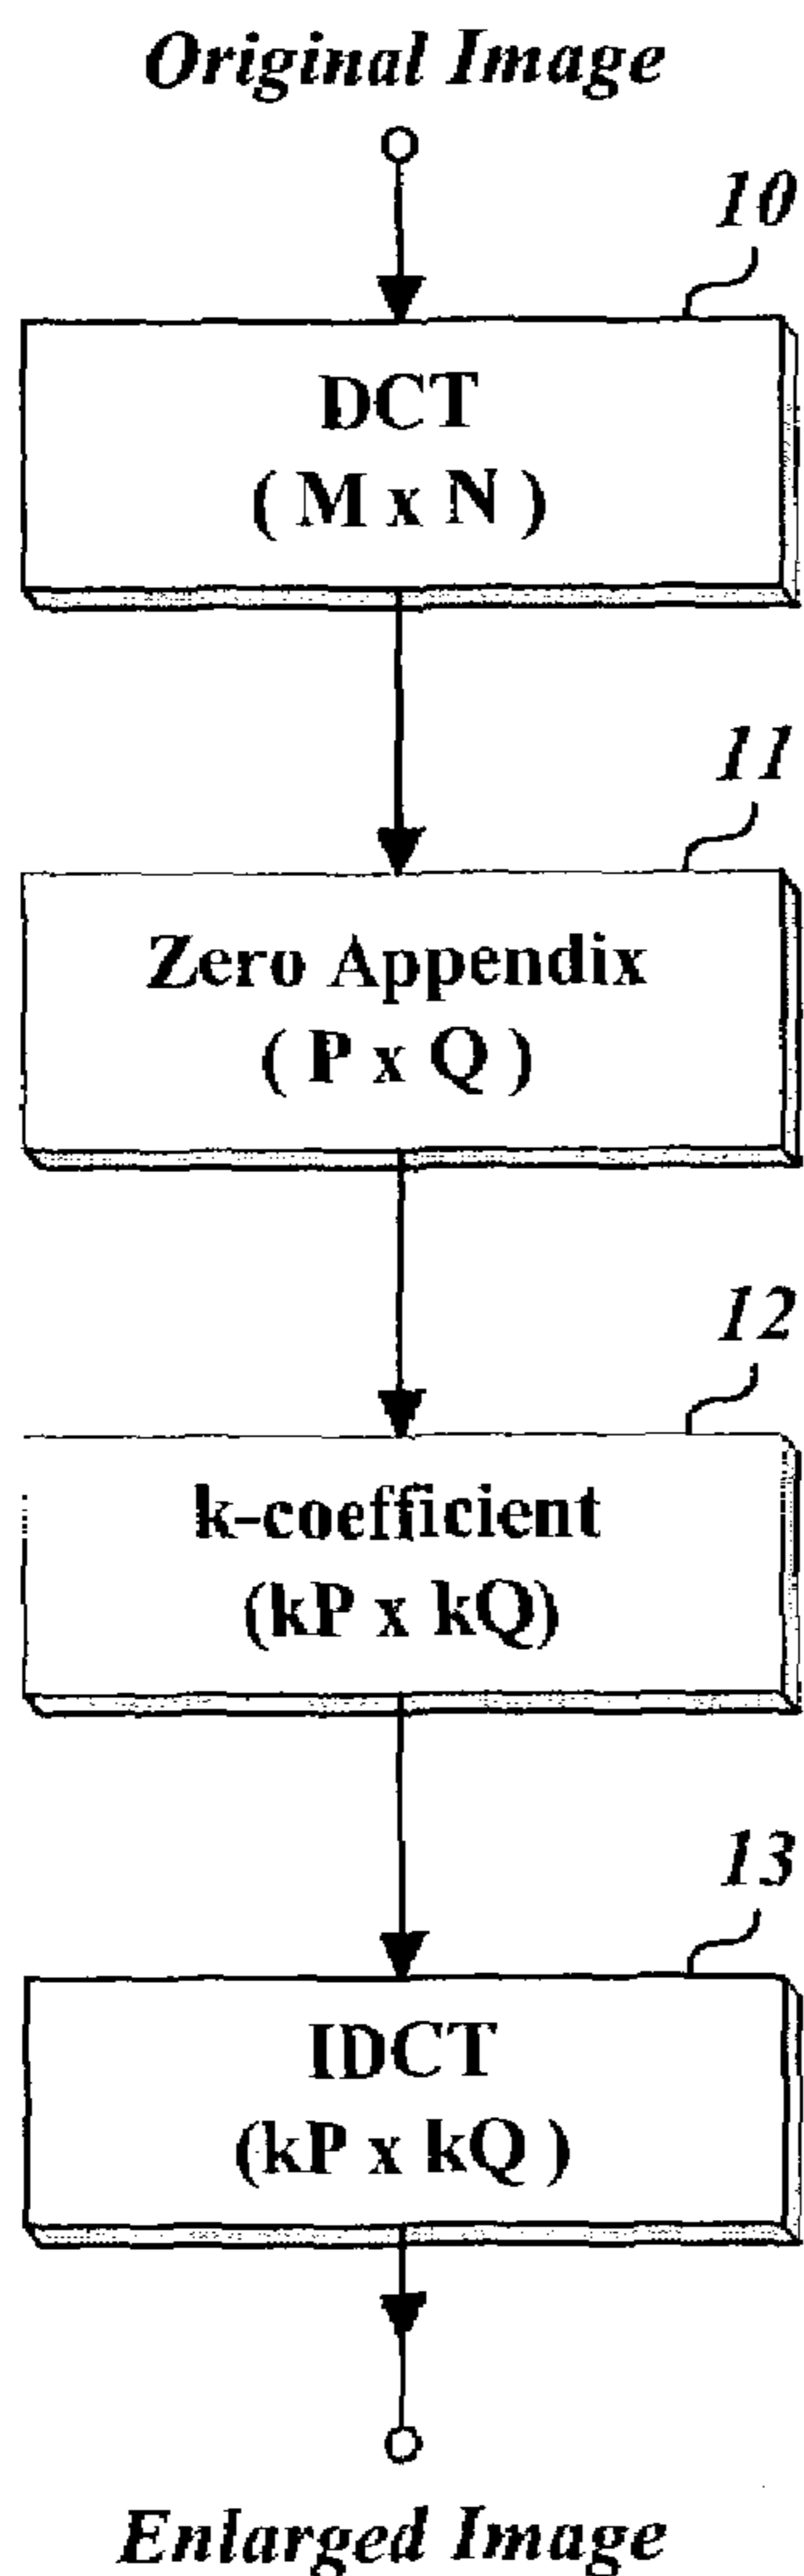 Original Image
10
DCT
( M x N )
11
Zero Appendix
( P x Q )
12
k-coefficient
(kP x kQ)
13
IDCT
(kP x kQ )
Enlarged Image